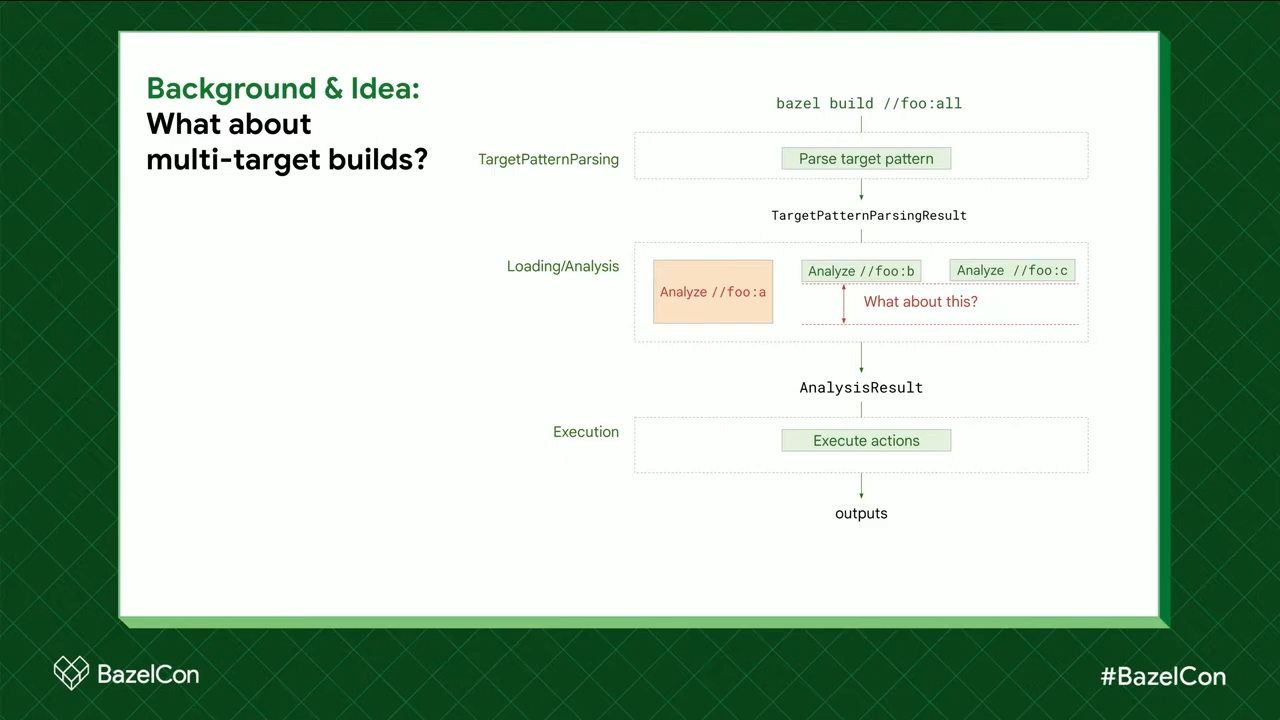 Background & Idea:
What about
multi-target builds?
bazel build //foo:all
TargetPatternParsing
Parse target pattern
TargetPatternParsingResult
Loading/Analysis
Analyze //foo:a
Analyze //foo:b
Analyze //foo:c
What about this?
AnalysisResult
Execution
Execute actions
outputs
BazelCon
#BazelCon